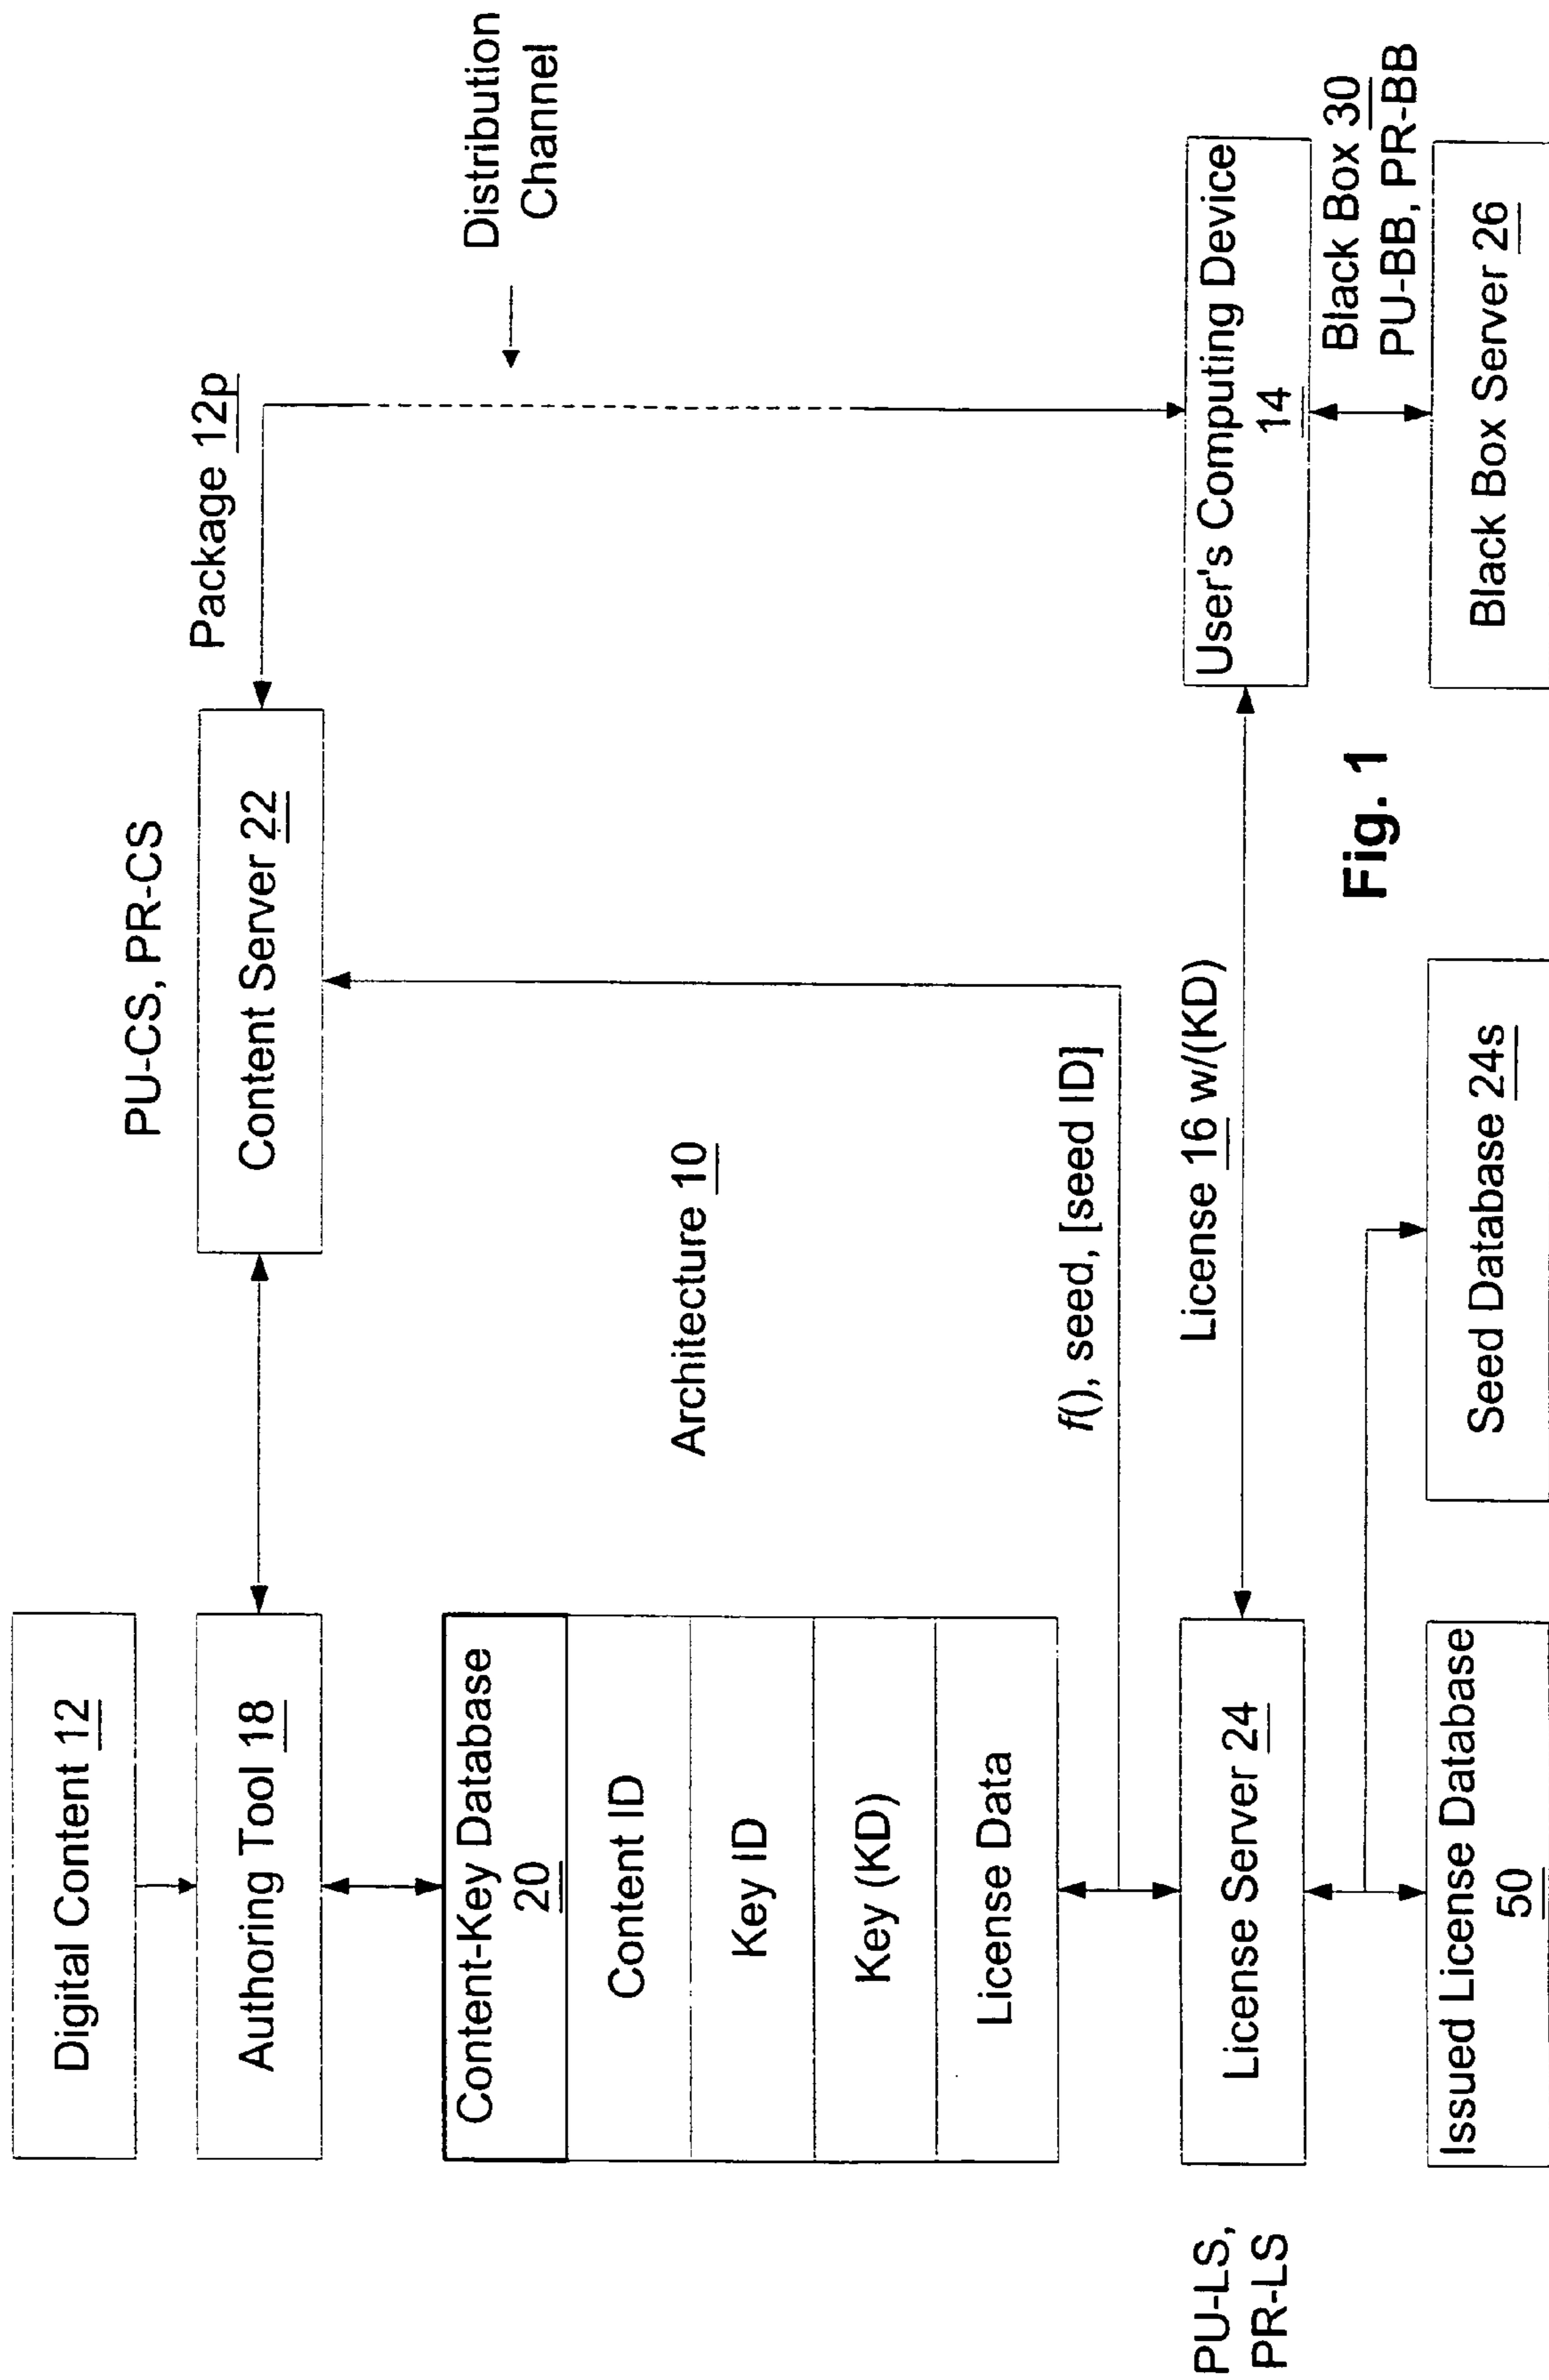 Digital Content 12
Authoring Tool 18
Content-Key Database
20
Content ID
Key ID
Key (KD)
License Data
PU-CS, PR-CS
Content Server 22
Package 12p
Distribution
Channel
Architecture 10
f(), seed, [seed ID]
PU-LS,
PR-LS
License Server 24
License 16 w/(KD)
User's Computing Device
14
Black Box 30
PU-BB, PR-BB
Issued License Database
50
Seed Database 24s
Black Box Server 26
Fig. 1